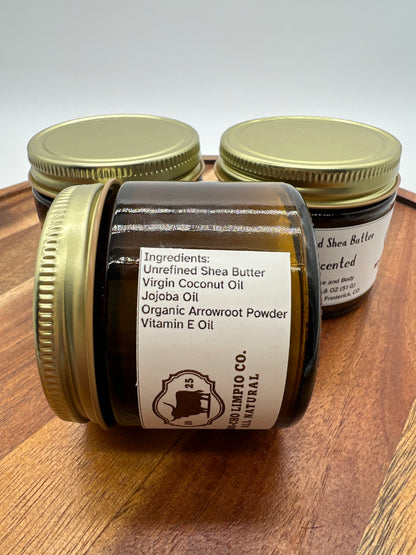 Ingredients:
Unrefined Shea Butter
Virgin Coconut Oil
Jojoba Oil
Organic Arrowroot Powder
Vitamin E Oil
25
LIMPIO CO.
ALL NATURAL
Shea Butter
and Body
OZ (51 G)
Frederick, CO